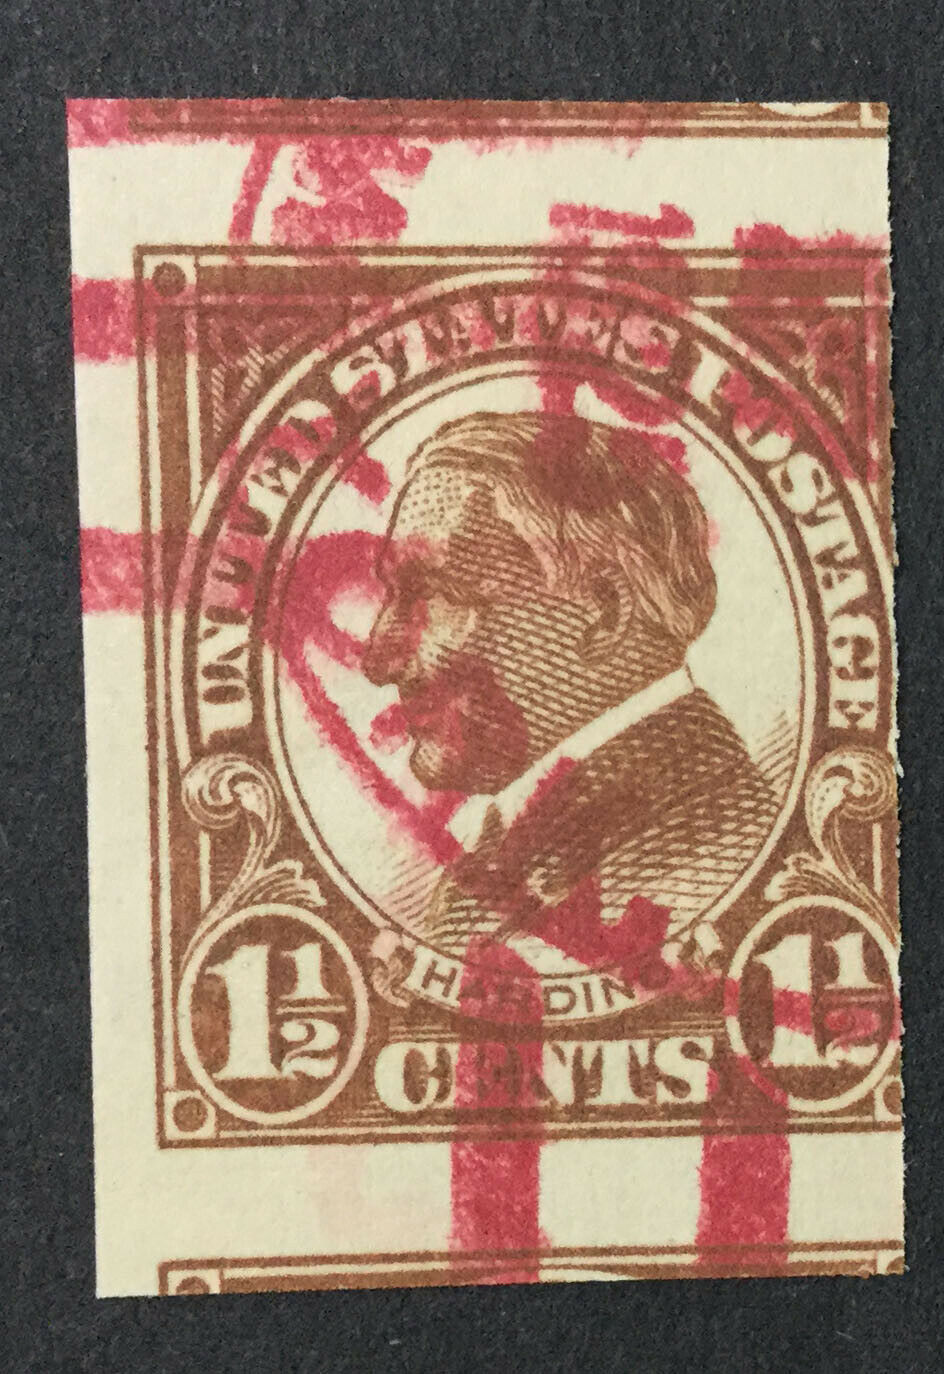 UNITED STATES POSTAGE
HARDING
1½ 1½
CENTS